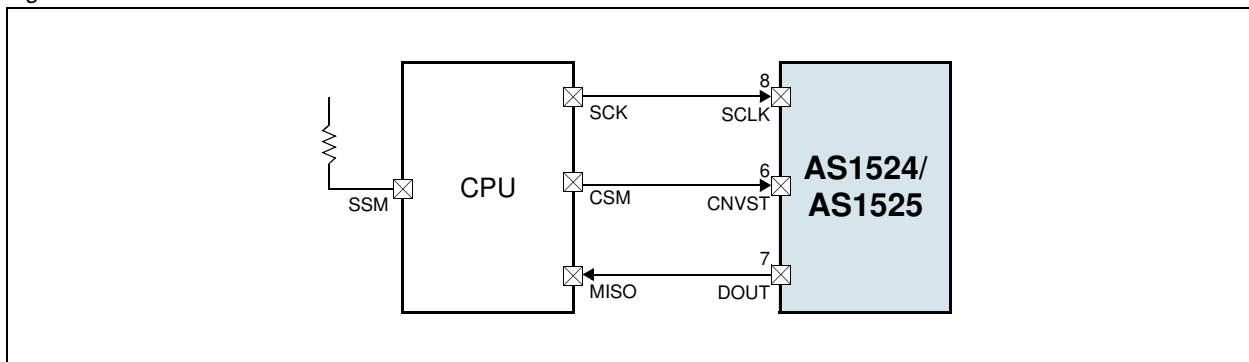 8
SCK
SCLK
SSM
CPU
6
CSM
CNVST
AS1524/
AS1525
7
MISO
DOUT